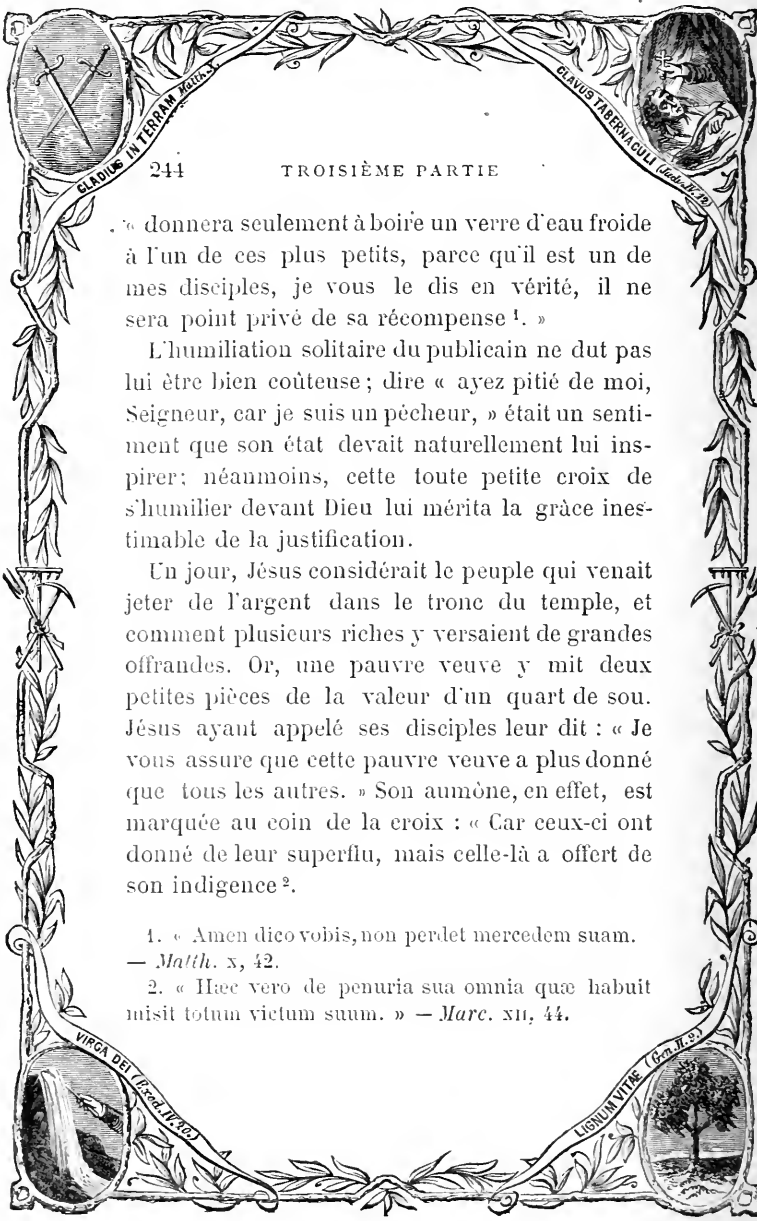 GLADIUS IN TERRAM Matth. X.
CLAVUS TABERNACULI (Judic. IV. 12)
244 TROISIÈME PARTIE
« donnera seulement à boire un verre d'eau froide
à l'un de ces plus petits, parce qu'il est un de
mes disciples, je vous le dis en vérité, il ne
sera point privé de sa récompense ¹. »
L'humiliation solitaire du publicain ne dut pas
lui être bien coûteuse ; dire « ayez pitié de moi,
Seigneur, car je suis un pécheur, » était un senti-
ment que son état devait naturellement lui ins-
pirer ; néanmoins, cette toute petite croix de
s'humilier devant Dieu lui mérita la grâce ines-
timable de la justification.
Un jour, Jésus considérait le peuple qui venait
jeter de l'argent dans le tronc du temple, et
comment plusieurs riches y versaient de grandes
offrandes. Or, une pauvre veuve y mit deux
petites pièces de la valeur d'un quart de sou.
Jésus ayant appelé ses disciples leur dit : « Je
vous assure que cette pauvre veuve a plus donné
que tous les autres. » Son aumône, en effet, est
marquée au coin de la croix : « Car ceux-ci ont
donné de leur superflu, mais celle-là a offert de
son indigence ².
1. « Amen dico vobis, non perdet mercedem suam.
— Matth. x, 42.
2. « Hæc vero de penuria sua omnia quæ habuit
misit totum victum suum. » — Marc. xii, 44.
VIRGA DEI (Exod. IV. 20.)
LIGNUM VITAE (Gen. II. 9.)